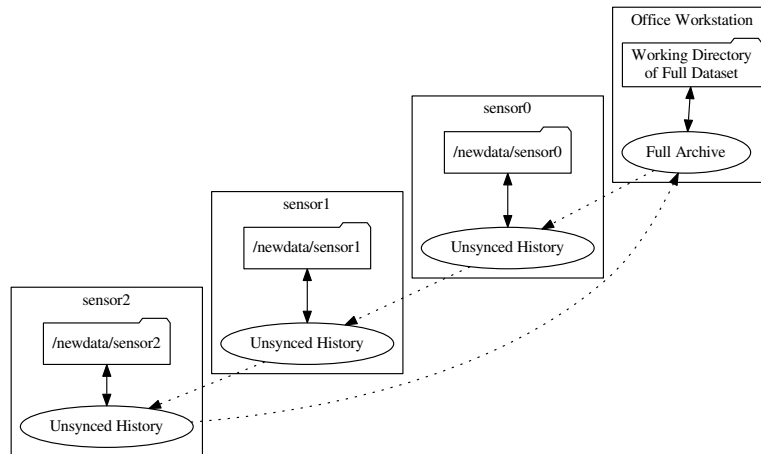 Office Workstation
Working Directory
of Full Dataset
Full Archive
sensor0
/newdata/sensor0
Unsynced History
sensor1
/newdata/sensor1
Unsynced History
sensor2
/newdata/sensor2
Unsynced History